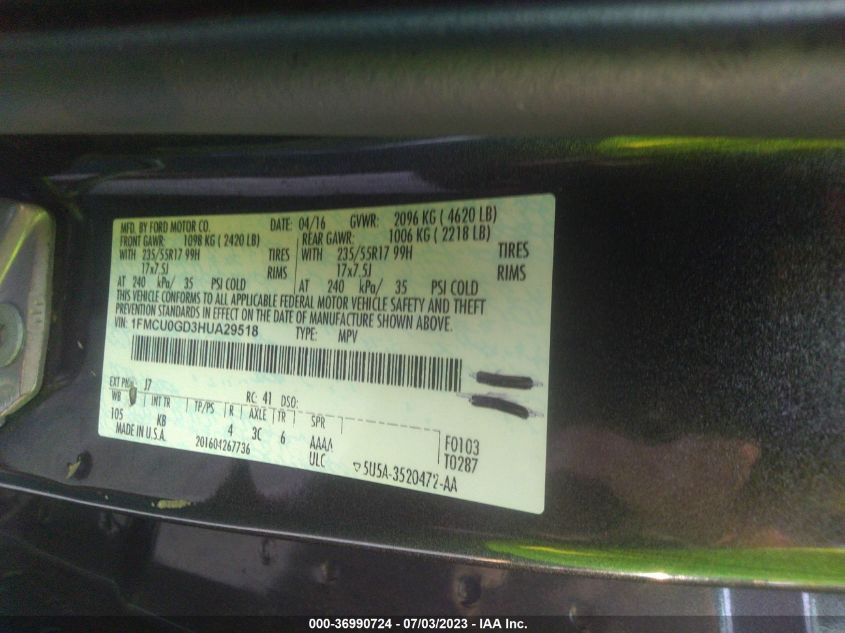 MFD. BY FORD MOTOR CO. DATE: 04/16 GVWR: 2096 KG ( 4620 LB)
FRONT GAWR: 1098 KG ( 2420 LB) REAR GAWR: 1006 KG ( 2218 LB)
WITH 235/55R17 99H TIRES WITH 235/55R17 99H TIRES
17x7.5J RIMS 17x7.5J RIMS
AT 240 kPa/ 35 PSI COLD AT 240 kPa/ 35 PSI COLD
THIS VEHICLE CONFORMS TO ALL APPLICABLE FEDERAL MOTOR VEHICLE SAFETY AND THEFT
PREVENTION STANDARDS IN EFFECT ON THE DATE OF MANUFACTURE SHOWN ABOVE.
VIN: 1FMCU0GD3HUA29518 TYPE: MPV
EXT PNT: J7 RC: 41 DSO:
WB INT TR TP/PS R AXLE TR SPR
105 KB 4 3C 6 AAAA F0103
MADE IN U.S.A. 201604267736 ULC T0287
5U5A-3520472-AA
000-36990724 - 07/03/2023 - IAA Inc.